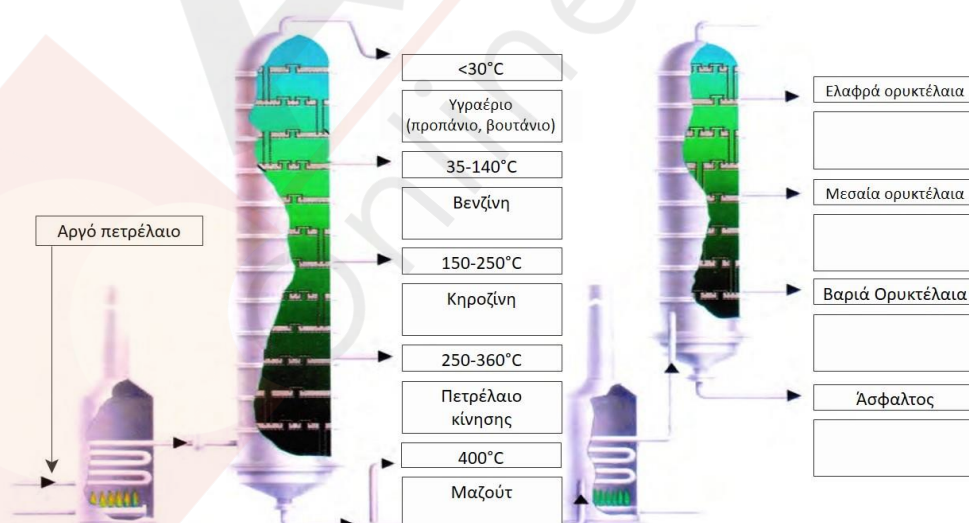 Αργό πετρέλαιο
<30°C
Υγραέριο
(προπάνιο, βουτάνιο)
35-140°C
Βενζίνη
150-250°C
Κηροζίνη
250-360°C
Πετρέλαιο
κίνησης
400°C
Μαζούτ
Ελαφρά ορυκτέλαια
Μεσαία ορυκτέλαια
Βαριά Ορυκτέλαια
Άσφαλτος
online